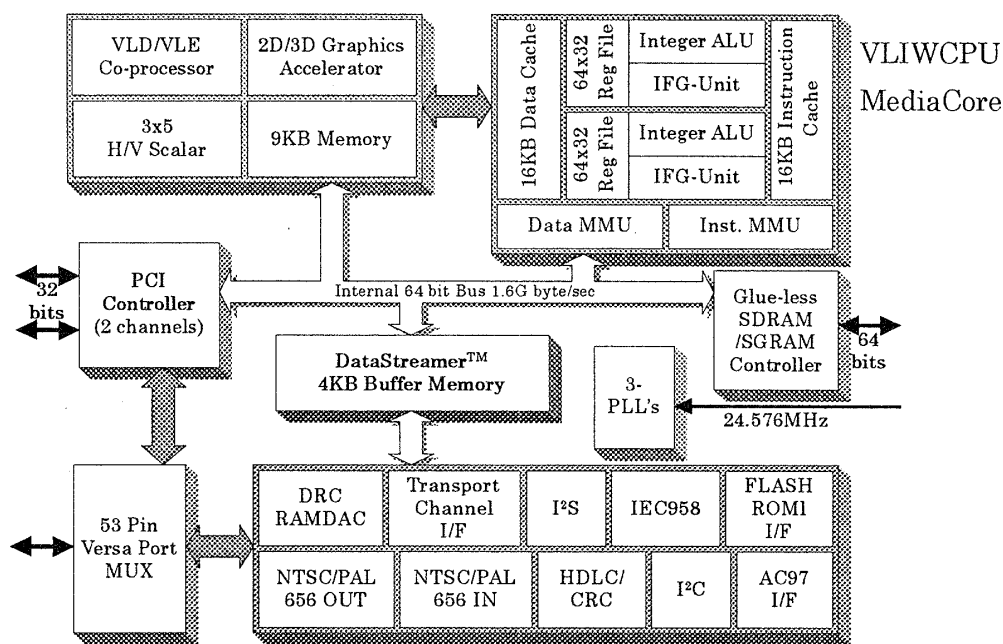 VLD/VLE
Co-processor
2D/3D Graphics
Accelerator
3x5
H/V Scalar
9KB Memory
16KB Data Cache
64x32
Reg File
Integer ALU
IFG-Unit
64x32
Reg File
Integer ALU
IFG-Unit
16KB Instruction
Cache
Data MMU
Inst. MMU
VLIWCPU
MediaCore
32
bits
PCI
Controller
(2 channels)
Internal 64 bit Bus 1.6G byte/sec
Glue-less
SDRAM
/SGRAM
Controller
64
bits
DataStreamer™
4KB Buffer Memory
3-
PLL's
24.576MHz
53 Pin
Versa Port
MUX
DRC
RAMDAC
Transport
Channel
I/F
I²S
IEC958
FLASH
ROM1
I/F
NTSC/PAL
656 OUT
NTSC/PAL
656 IN
HDLC/
CRC
I²C
AC97
I/F